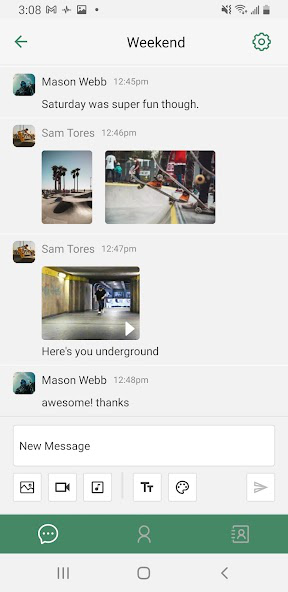 3:08
Weekend
Mason Webb 12:45pm
Saturday was super fun though.
Sam Tores 12:46pm
Sam Tores 12:47pm
Here's you underground
Mason Webb 12:48pm
awesome! thanks
New Message
TT